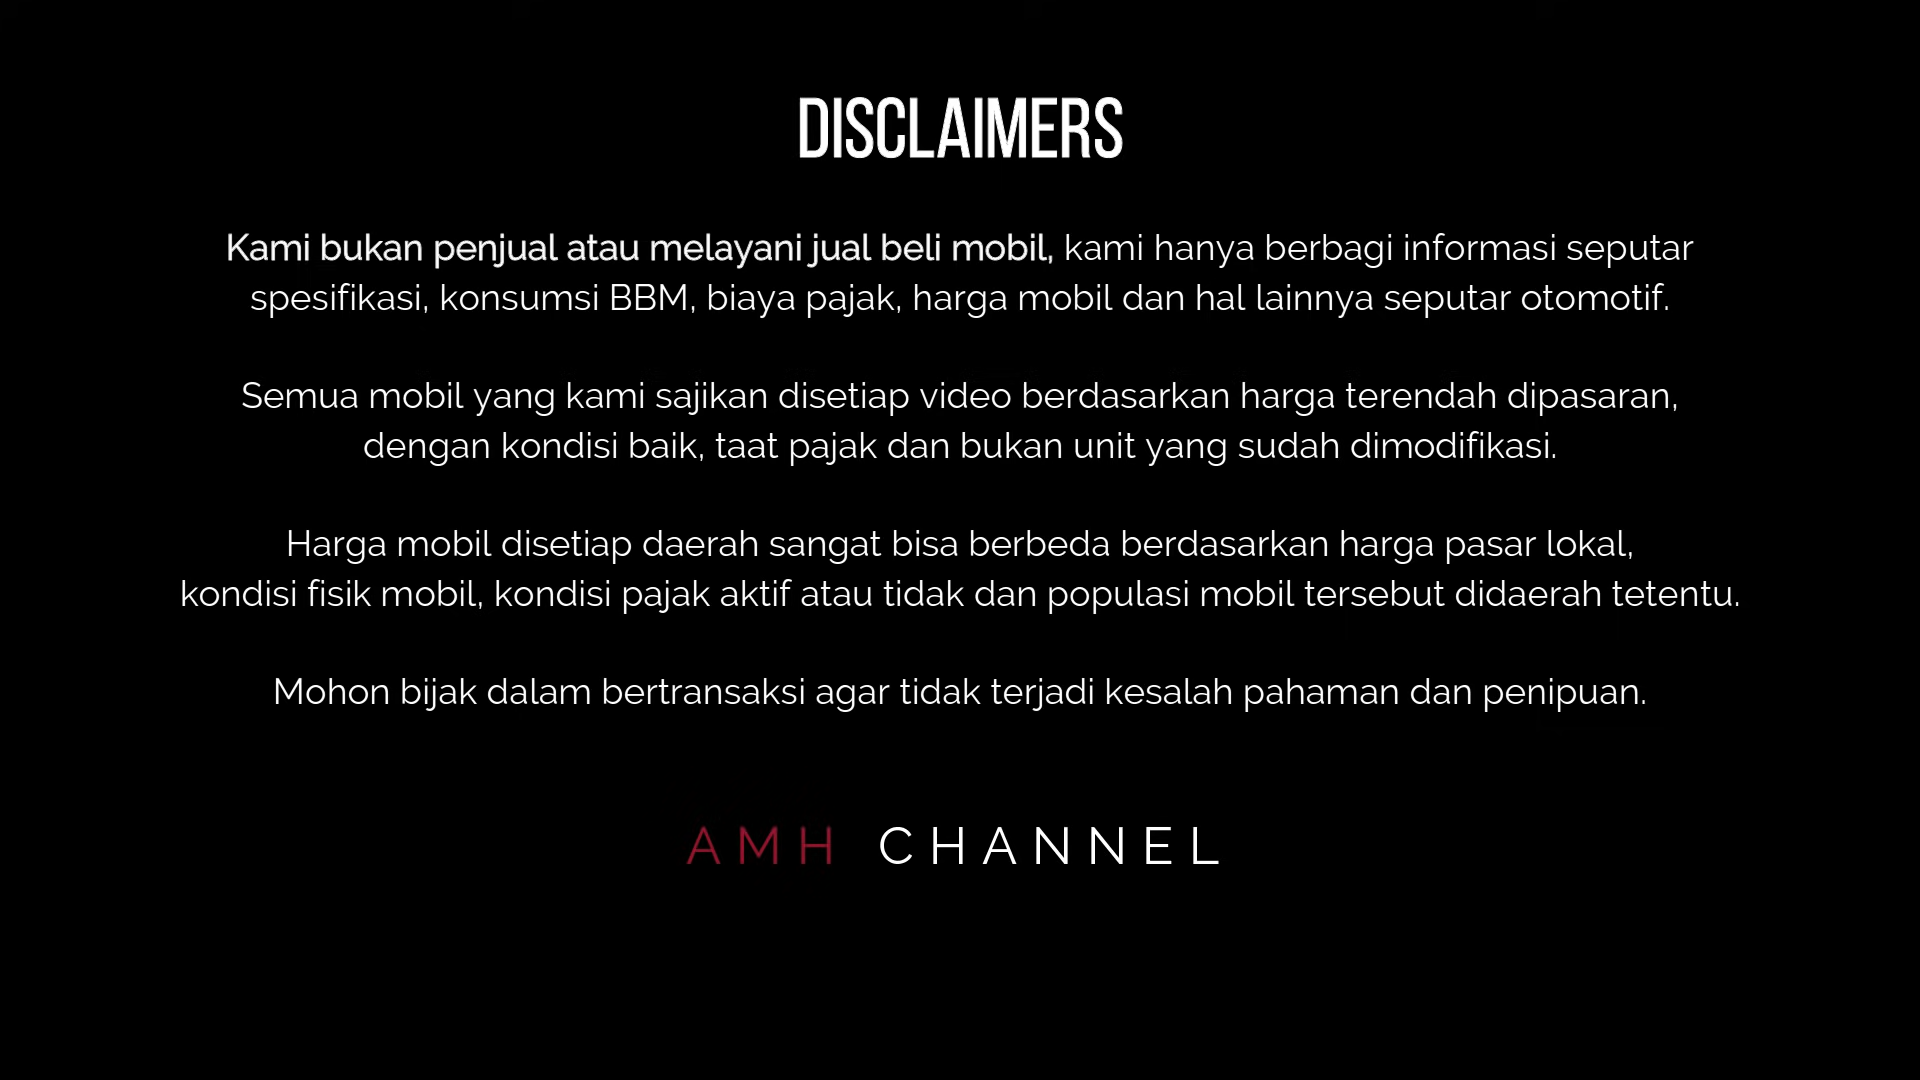 DISCLAIMERS
Kami bukan penjual atau melayani jual beli mobil, kami hanya berbagi informasi seputar
spesifikasi, konsumsi BBM, biaya pajak, harga mobil dan hal lainnya seputar otomotif.
Semua mobil yang kami sajikan disetiap video berdasarkan harga terendah dipasaran,
dengan kondisi baik, taat pajak dan bukan unit yang sudah dimodifikasi.
Harga mobil disetiap daerah sangat bisa berbeda berdasarkan harga pasar lokal,
kondisi fisik mobil, kondisi pajak aktif atau tidak dan populasi mobil tersebut didaerah tetentu.
Mohon bijak dalam bertransaksi agar tidak terjadi kesalah pahaman dan penipuan.
AMH CHANNEL